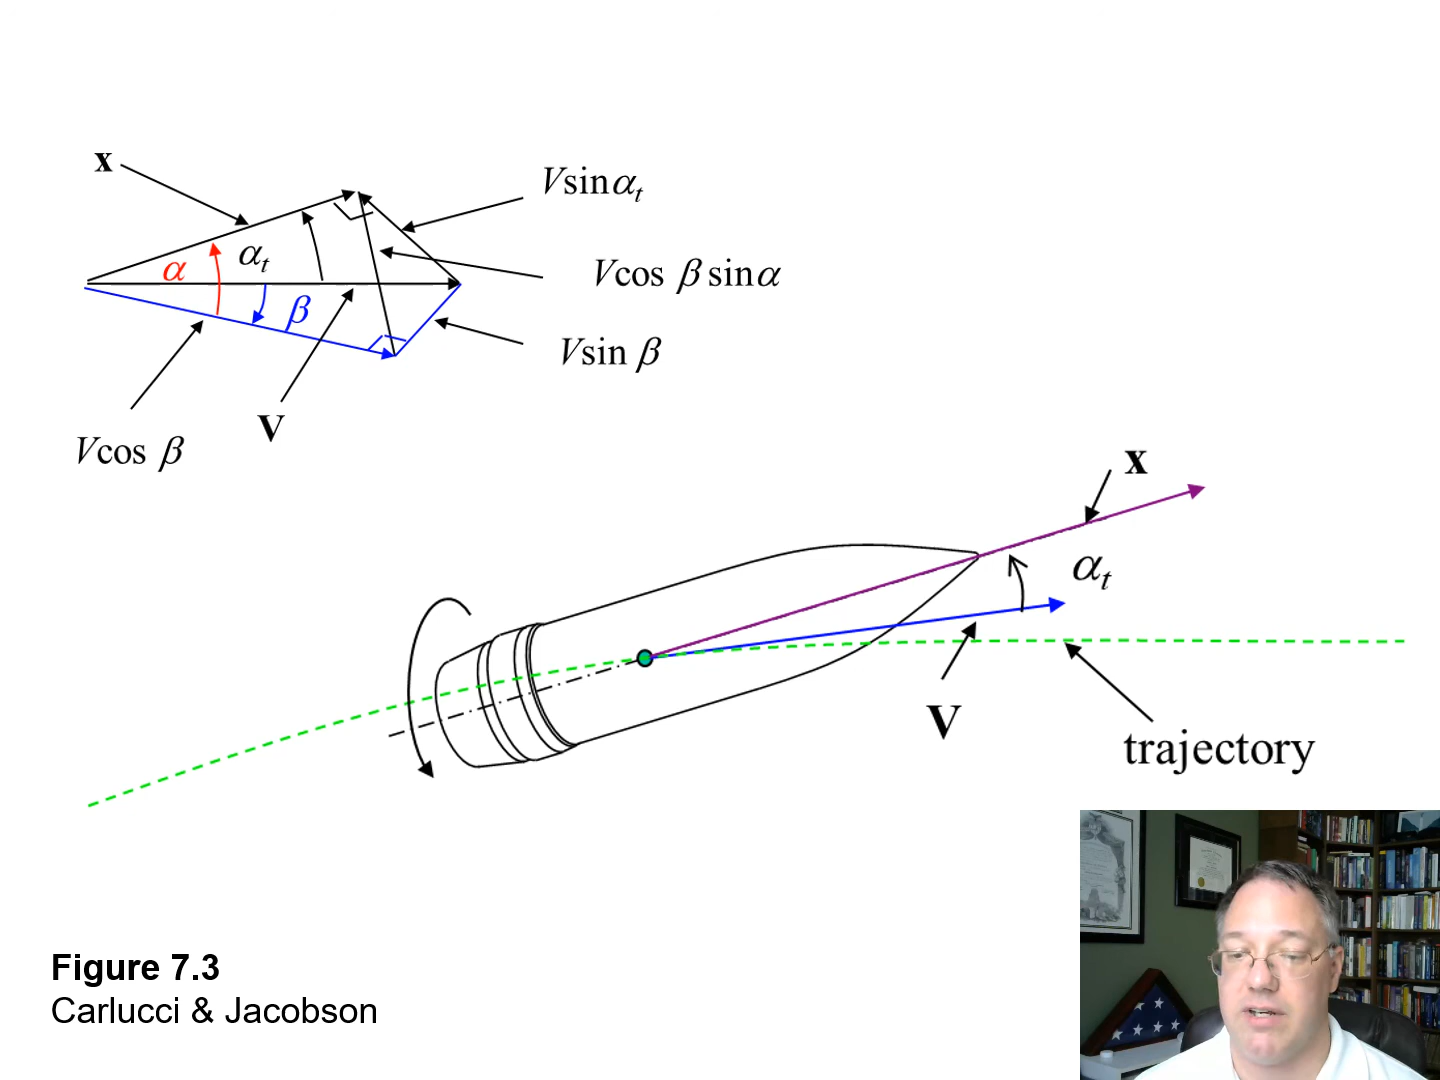 x
V sin α_t
α
α_t
V cos β sin α
β
V sin β
V
V cos β
x
α_t
V
trajectory
Figure 7.3
Carlucci & Jacobson